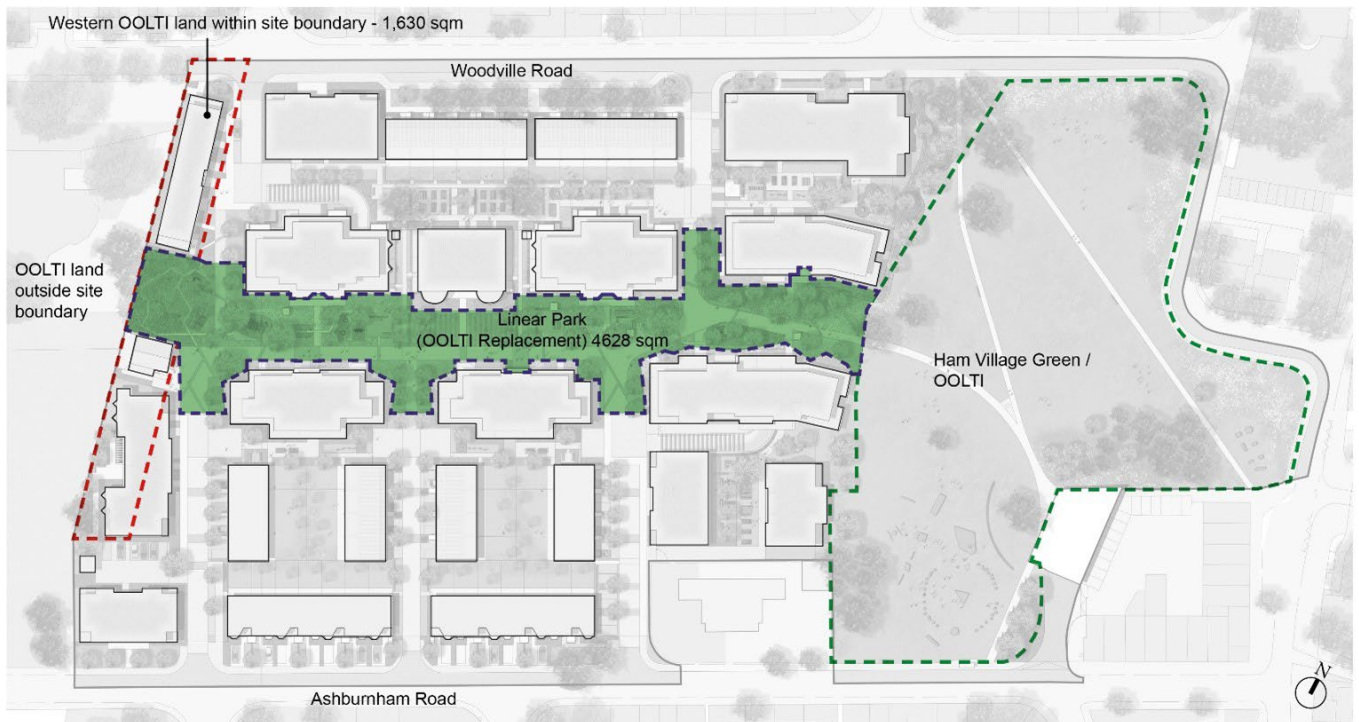 Western OOLTI land within site boundary - 1,630 sqm
Woodville Road
OOLTI land
outside site
boundary
Linear Park
(OOLTI Replacement) 4628 sqm
Ham Village Green /
OOLTI
Ashburnham Road
N